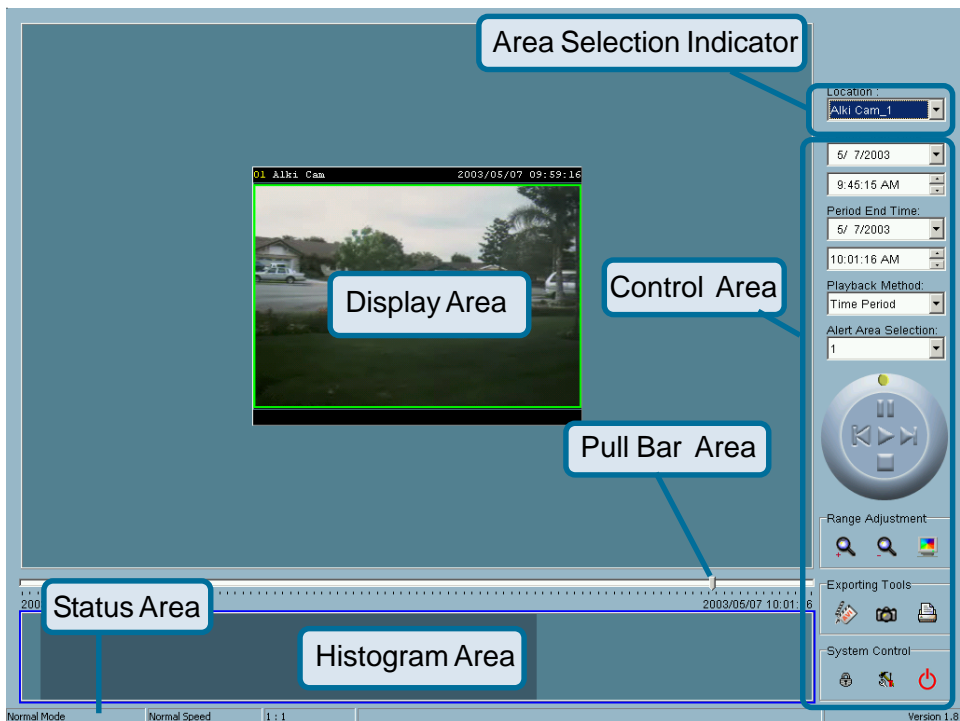 Area Selection Indicator
Location :
Alki Cam_1
5/ 7/2003
9:45:15 AM
01 Alki Cam 2003/05/07 09:59:16
Period End Time:
5/ 7/2003
10:01:16 AM
Display Area
Control Area
Playback Method:
Time Period
Alert Area Selection:
1
Pull Bar Area
Range Adjustment
Exporting Tools
Status Area
200
2003/05/07 10:01: 6
Histogram Area
System Control
Normal Mode Normal Speed 1 : 1 Version 1.8